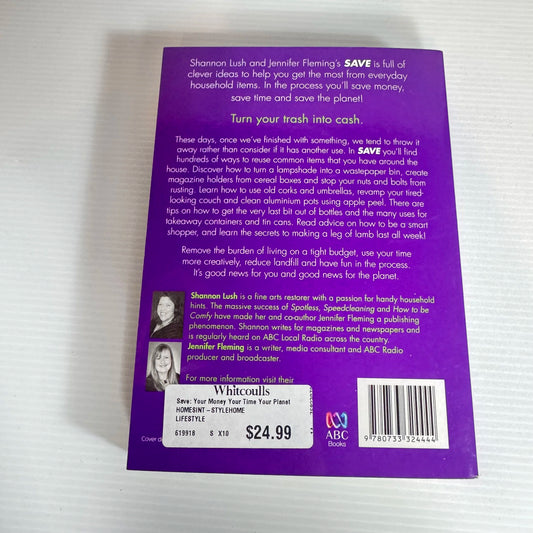 Shannon Lush and Jennifer Fleming's SAVE is full of
clever ideas to help you get the most from everyday
household items. In the process you'll save money,
save time and save the planet!
Turn your trash into cash.
These days, once we've finished with something, we tend to throw it
away rather than consider if it has another use. In SAVE you'll find
hundreds of ways to reuse common items that you have around the
house. Discover how to turn a lampshade into a wastepaper bin, create
magazine holders from cereal boxes and stop your nuts and bolts from
rusting. Learn how to use old corks and umbrellas, revamp your tired-
looking couch and clean aluminium pots using apple peel. There are
tips on how to get the very last bit out of bottles and the many uses for
takeaway containers and tin cans. Read advice on how to be a smart
shopper, and learn the secrets to making a leg of lamb last all week!
Remove the burden of living on a tight budget, use your time
more creatively, reduce landfill and have fun in the process.
It's good news for you and good news for the planet.
Shannon Lush is a fine arts restorer with a passion for handy household
hints. The massive success of Spotless, Speedcleaning and How to be
Comfy have made her and co-author Jennifer Fleming a publishing
phenomenon. Shannon writes for magazines and newspapers and
is regularly heard on ABC Local Radio across the country.
Jennifer Fleming is a writer, media consultant and ABC Radio
producer and broadcaster.
For more information visit their
Whitcoulls
Save: Your Money Your Time Your Planet
HOMESINT - STYLEHOME
LIFESTYLE
619918 S X10 $24.99
Cover
ABC
Books
9 780733 324444